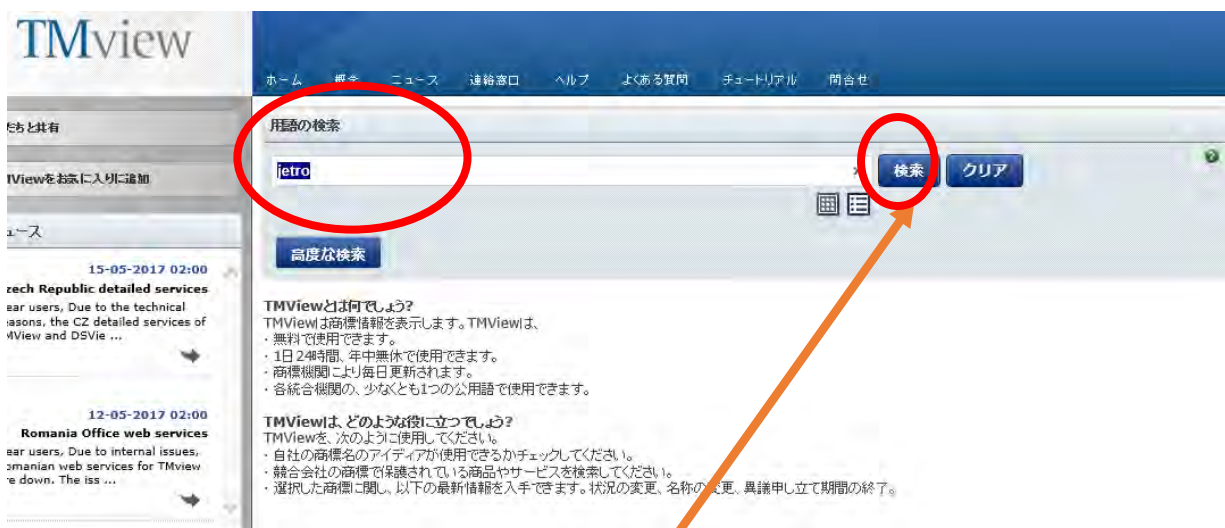 TMview
ホーム 概念 ニュース 連絡窓口 ヘルプ よくある質問 チュートリアル 問合せ
だちと共有
MViewをお気に入りに追加
ュース
15-05-2017 02:00
zech Republic detailed services
ear users, Due to the technical
easons, the CZ detailed services of
MView and DSVie ...
12-05-2017 02:00
Romania Office web services
ear users, Due to internal issues,
omanian web services for TMview
re down. The iss ...
用語の検索
jetro
検索 クリア
高度な検索
TMViewとは何でしょう?
TMViewは商標情報を表示します。TMViewは、
・無料で使用できます。
・1日24時間、年中無休で使用できます。
・商標機関により毎日更新されます。
・各統合機関の、少なくとも1つの公用語で使用できます。
TMViewは、どのような役に立つでしょう?
TMViewを、次のように使用してください。
・自社の商標名のアイディアが使用できるかチェックしてください。
・競合会社の商標で保護されている商品やサービスを検索してください。
・選択した商標に関し、以下の最新情報を入手できます。状況の変更、名称の変更、異議申し立て期間の終了。